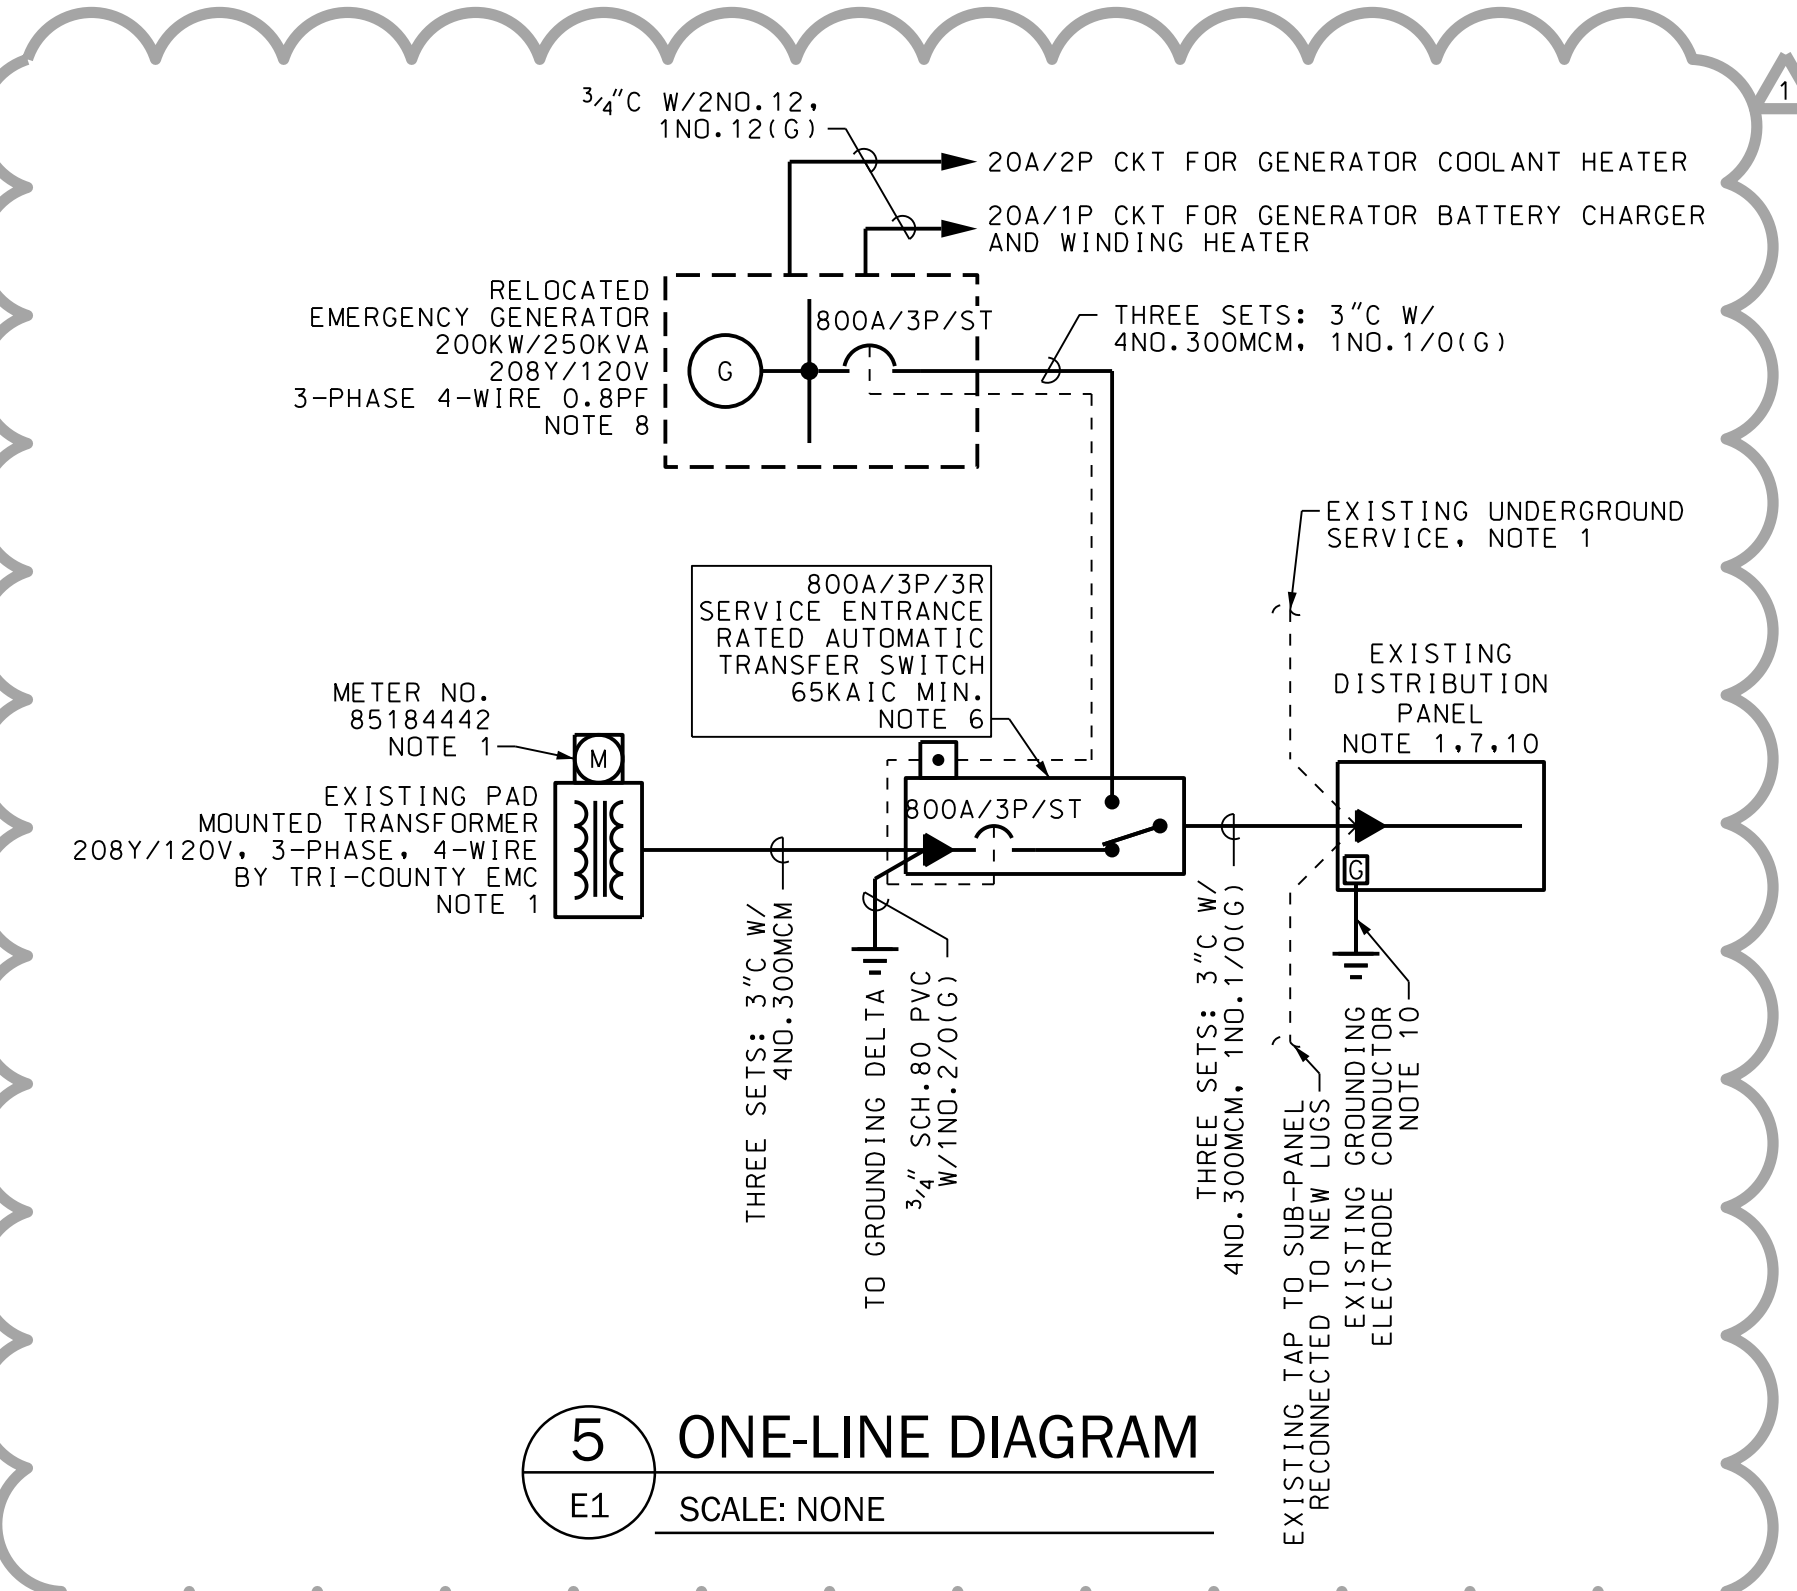 1
3/4"C W/2NO.12,
1NO.12(G)
20A/2P CKT FOR GENERATOR COOLANT HEATER
20A/1P CKT FOR GENERATOR BATTERY CHARGER
AND WINDING HEATER
RELOCATED
EMERGENCY GENERATOR
200KW/250KVA
208Y/120V
3-PHASE 4-WIRE 0.8PF
NOTE 8
G
800A/3P/ST
THREE SETS: 3"C W/
4NO.300MCM, 1NO.1/0(G)
EXISTING UNDERGROUND
SERVICE, NOTE 1
800A/3P/3R
SERVICE ENTRANCE
RATED AUTOMATIC
TRANSFER SWITCH
65KAIC MIN.
NOTE 6
EXISTING
DISTRIBUTION
PANEL
NOTE 1,7,10
METER NO.
85184442
NOTE 1
M
EXISTING PAD
MOUNTED TRANSFORMER
208Y/120V, 3-PHASE, 4-WIRE
BY TRI-COUNTY EMC
NOTE 1
800A/3P/ST
G
THREE SETS: 3"C W/
4NO.300MCM
TO GROUNDING DELTA
3/4" SCH.80 PVC
W/1NO.2/0(G)
THREE SETS: 3"C W/
4NO.300MCM, 1NO.1/0(G)
EXISTING TAP TO SUB-PANEL
RECONNECTED TO NEW LUGS
EXISTING GROUNDING
ELECTRODE CONDUCTOR
NOTE 10
5
E1
ONE-LINE DIAGRAM
SCALE: NONE